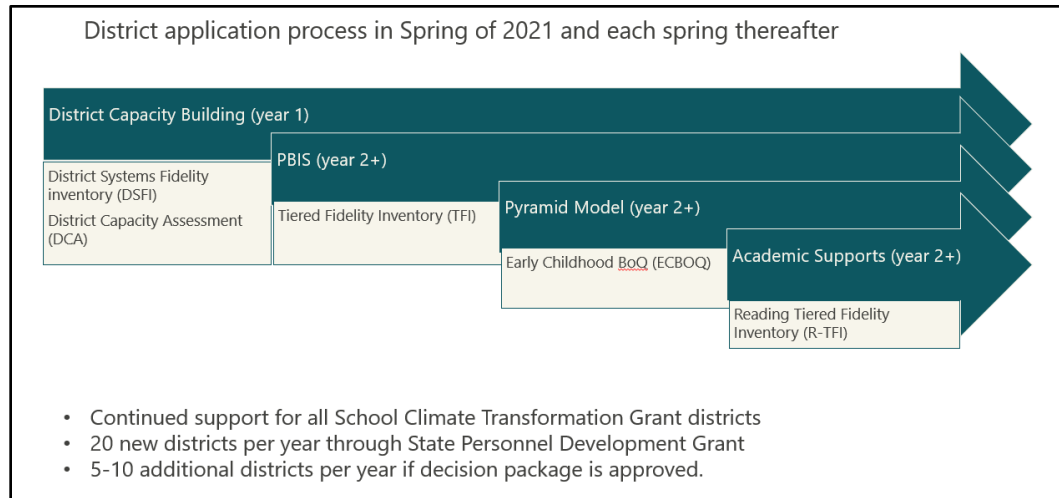 District application process in Spring of 2021 and each spring thereafter
District Capacity Building (year 1)
District Systems Fidelity
inventory (DSFI)
District Capacity Assessment
(DCA)
PBIS (year 2+)
Tiered Fidelity Inventory (TFI)
Pyramid Model (year 2+)
Early Childhood BoQ (ECBOQ)
Academic Supports (year 2+)
Reading Tiered Fidelity
Inventory (R-TFI)
• Continued support for all School Climate Transformation Grant districts
• 20 new districts per year through State Personnel Development Grant
• 5-10 additional districts per year if decision package is approved.